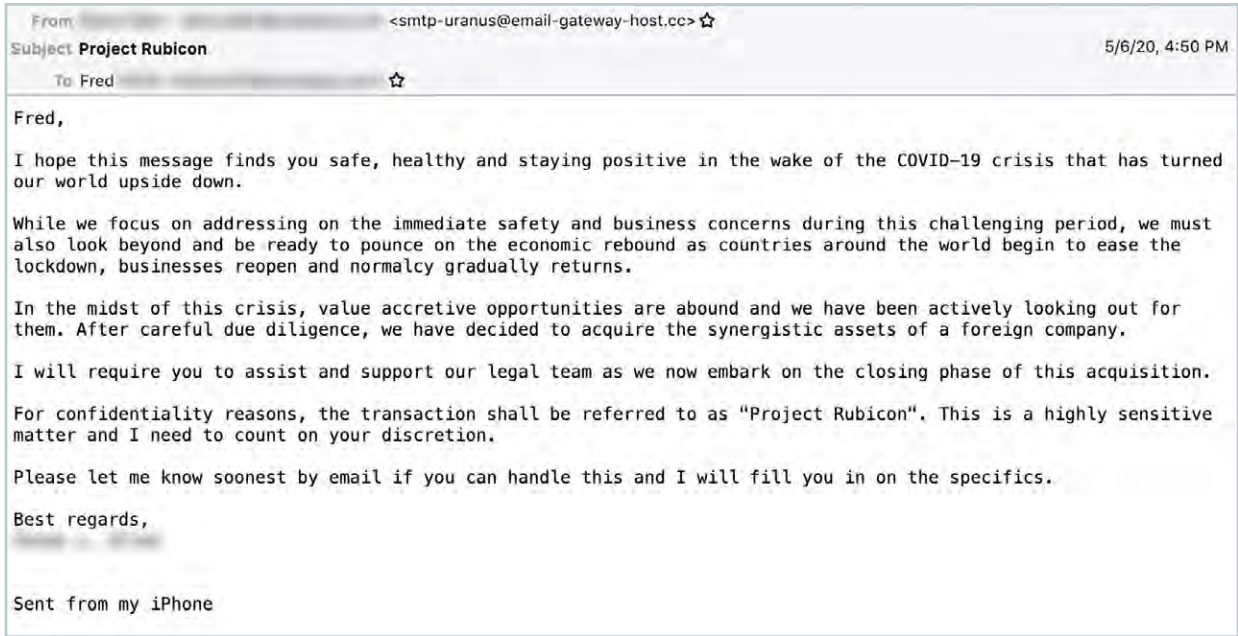 From <smtp-uranus@email-gateway-host.cc>
Subject Project Rubicon 5/6/20, 4:50 PM
To Fred
Fred,
I hope this message finds you safe, healthy and staying positive in the wake of the COVID-19 crisis that has turned
our world upside down.
While we focus on addressing on the immediate safety and business concerns during this challenging period, we must
also look beyond and be ready to pounce on the economic rebound as countries around the world begin to ease the
lockdown, businesses reopen and normalcy gradually returns.
In the midst of this crisis, value accretive opportunities are abound and we have been actively looking out for
them. After careful due diligence, we have decided to acquire the synergistic assets of a foreign company.
I will require you to assist and support our legal team as we now embark on the closing phase of this acquisition.
For confidentiality reasons, the transaction shall be referred to as "Project Rubicon". This is a highly sensitive
matter and I need to count on your discretion.
Please let me know soonest by email if you can handle this and I will fill you in on the specifics.
Best regards,
Sent from my iPhone